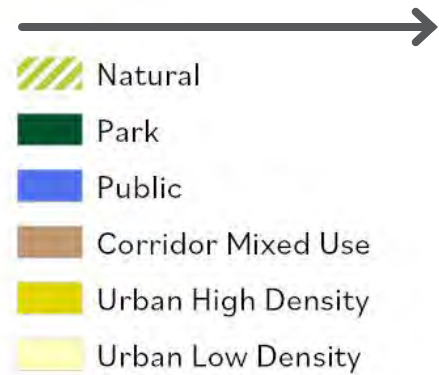 Natural
Park
Public
Corridor Mixed Use
Urban High Density
Urban Low Density